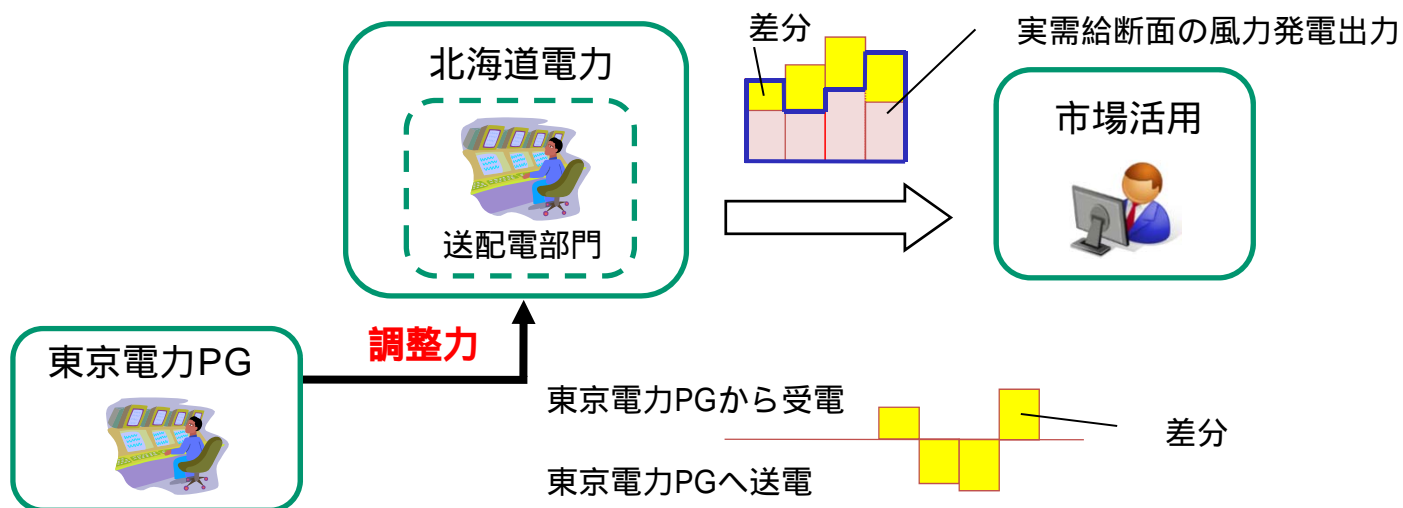 差分
実需給断面の風力発電出力
北海道電力
市場活用
送配電部門
調整力
東京電力PG
東京電力PGから受電
差分
東京電力PGへ送電